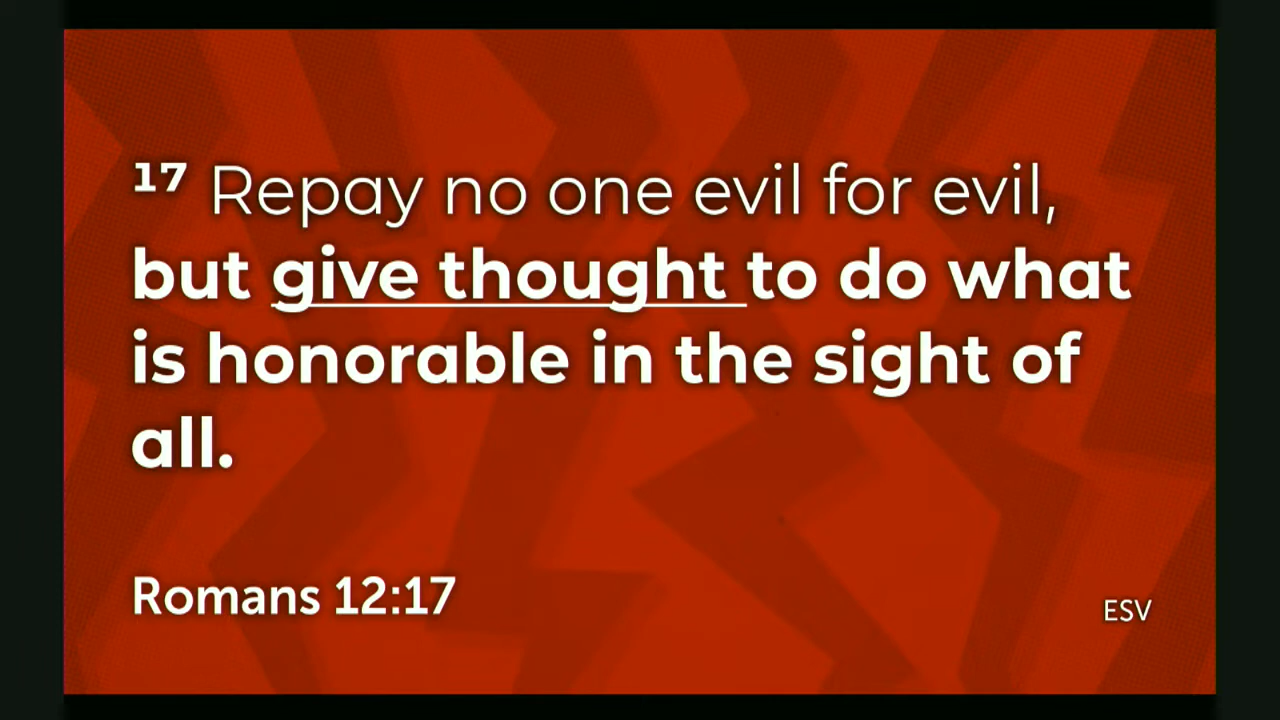 17 Repay no one evil for evil,
but give thought to do what
is honorable in the sight of
all.
Romans 12:17
ESV